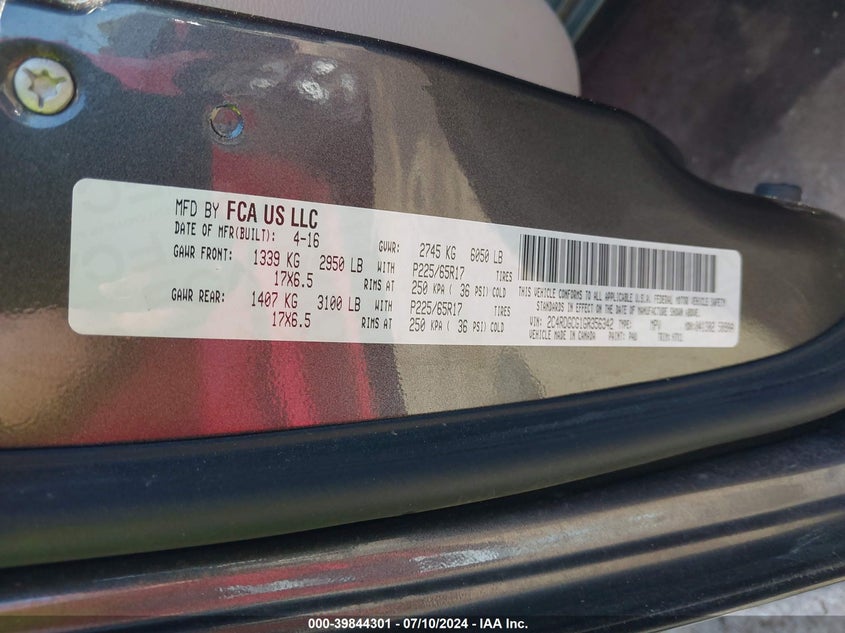 MFD BY FCA US LLC
DATE OF MFR(BUILT): 4-16 GVWR: 2745 KG 6050 LB
GAWR FRONT: 1339 KG 2950 LB WITH P225/65R17 TIRES
17X6.5 RIMS AT 250 KPA ( 36 PSI) COLD
GAWR REAR: 1407 KG 3100 LB WITH P225/65R17 TIRES
17X6.5 RIMS AT 250 KPA ( 36 PSI) COLD
THIS VEHICLE CONFORMS TO ALL APPLICABLE U.S.A. FEDERAL MOTOR VEHICLE SAFETY
STANDARDS IN EFFECT ON THE DATE OF MANUFACTURE SHOWN ABOVE.
VIN: 2C4RDGCG1GR356342 TYPE: MPV MDH:
VEHICLE MADE IN CANADA PAINT: PAU TRIM:
000-39844301 - 07/10/2024 - IAA Inc.